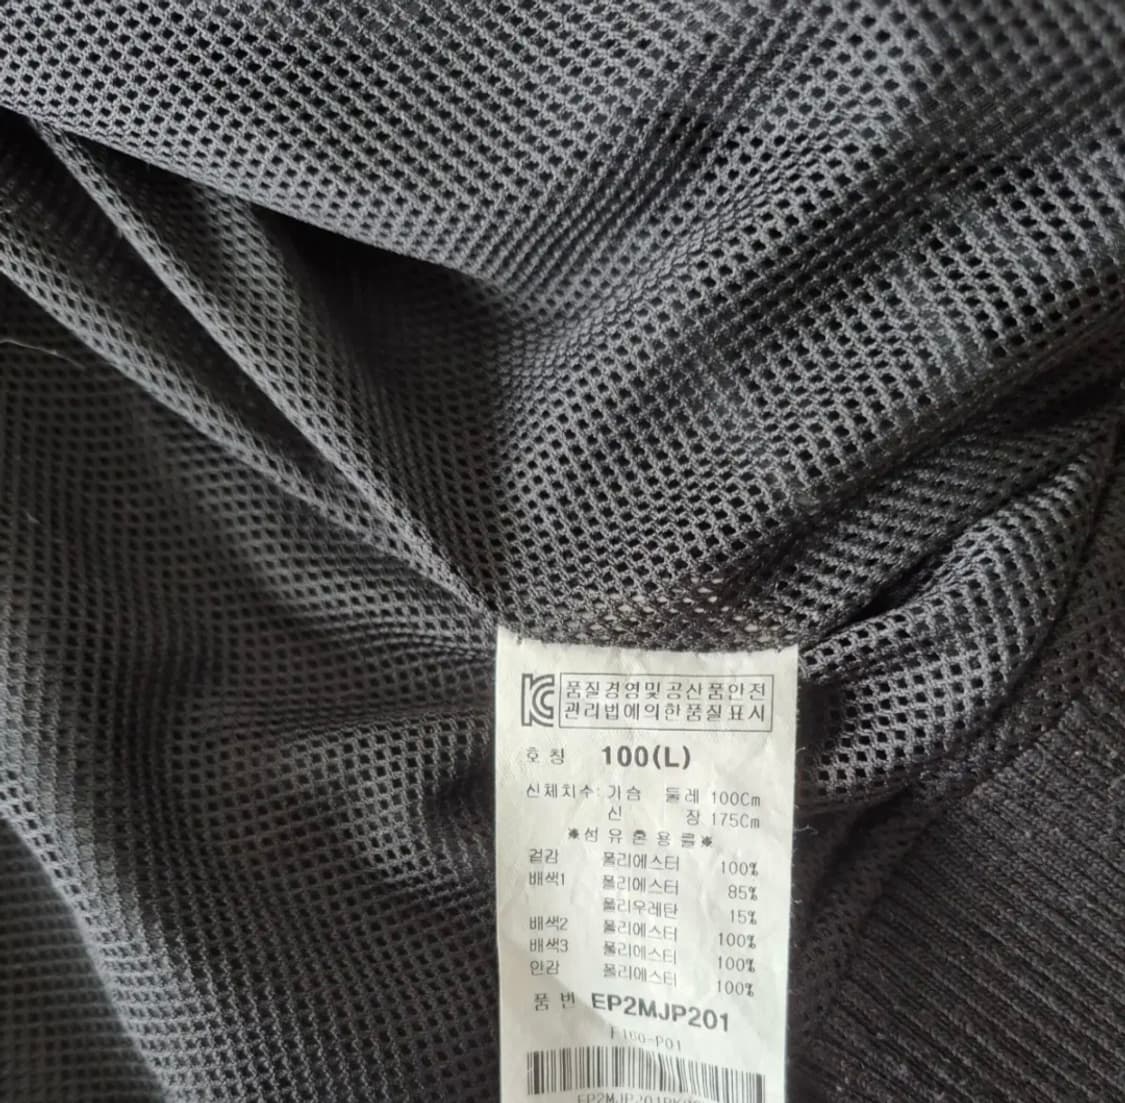 KC 품질경영및공산품안전
관리법에의한품질표시
호칭 100(L)
신체치수: 가슴 둘레 100Cm
신 장 175Cm
※섬유혼용률※
겉감 폴리에스터 100%
배색1 폴리에스터 85%
폴리우레탄 15%
배색2 폴리에스터 100%
배색3 폴리에스터 100%
안감 폴리에스터 100%
품번 EP2MJP201
F160-P01